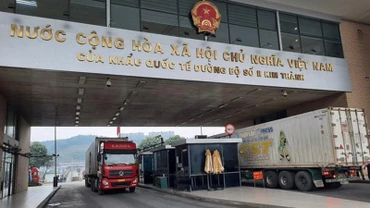 NƯỚC CỘNG HÒA XÃ HỘI CHỦ NGHĨA VIỆT NAM
CỬA KHẨU QUỐC TẾ ĐƯỜNG BỘ SỐ II KIM THÀNH